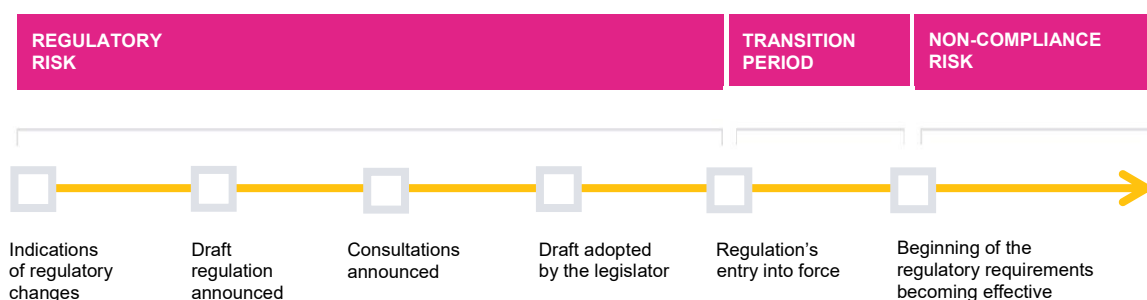 REGULATORY
RISK
TRANSITION
PERIOD
NON-COMPLIANCE
RISK
Indications
of regulatory
changes
Draft
regulation
announced
Consultations
announced
Draft adopted
by the legislator
Regulation's
entry into force
Beginning of the
regulatory requirements
becoming effective